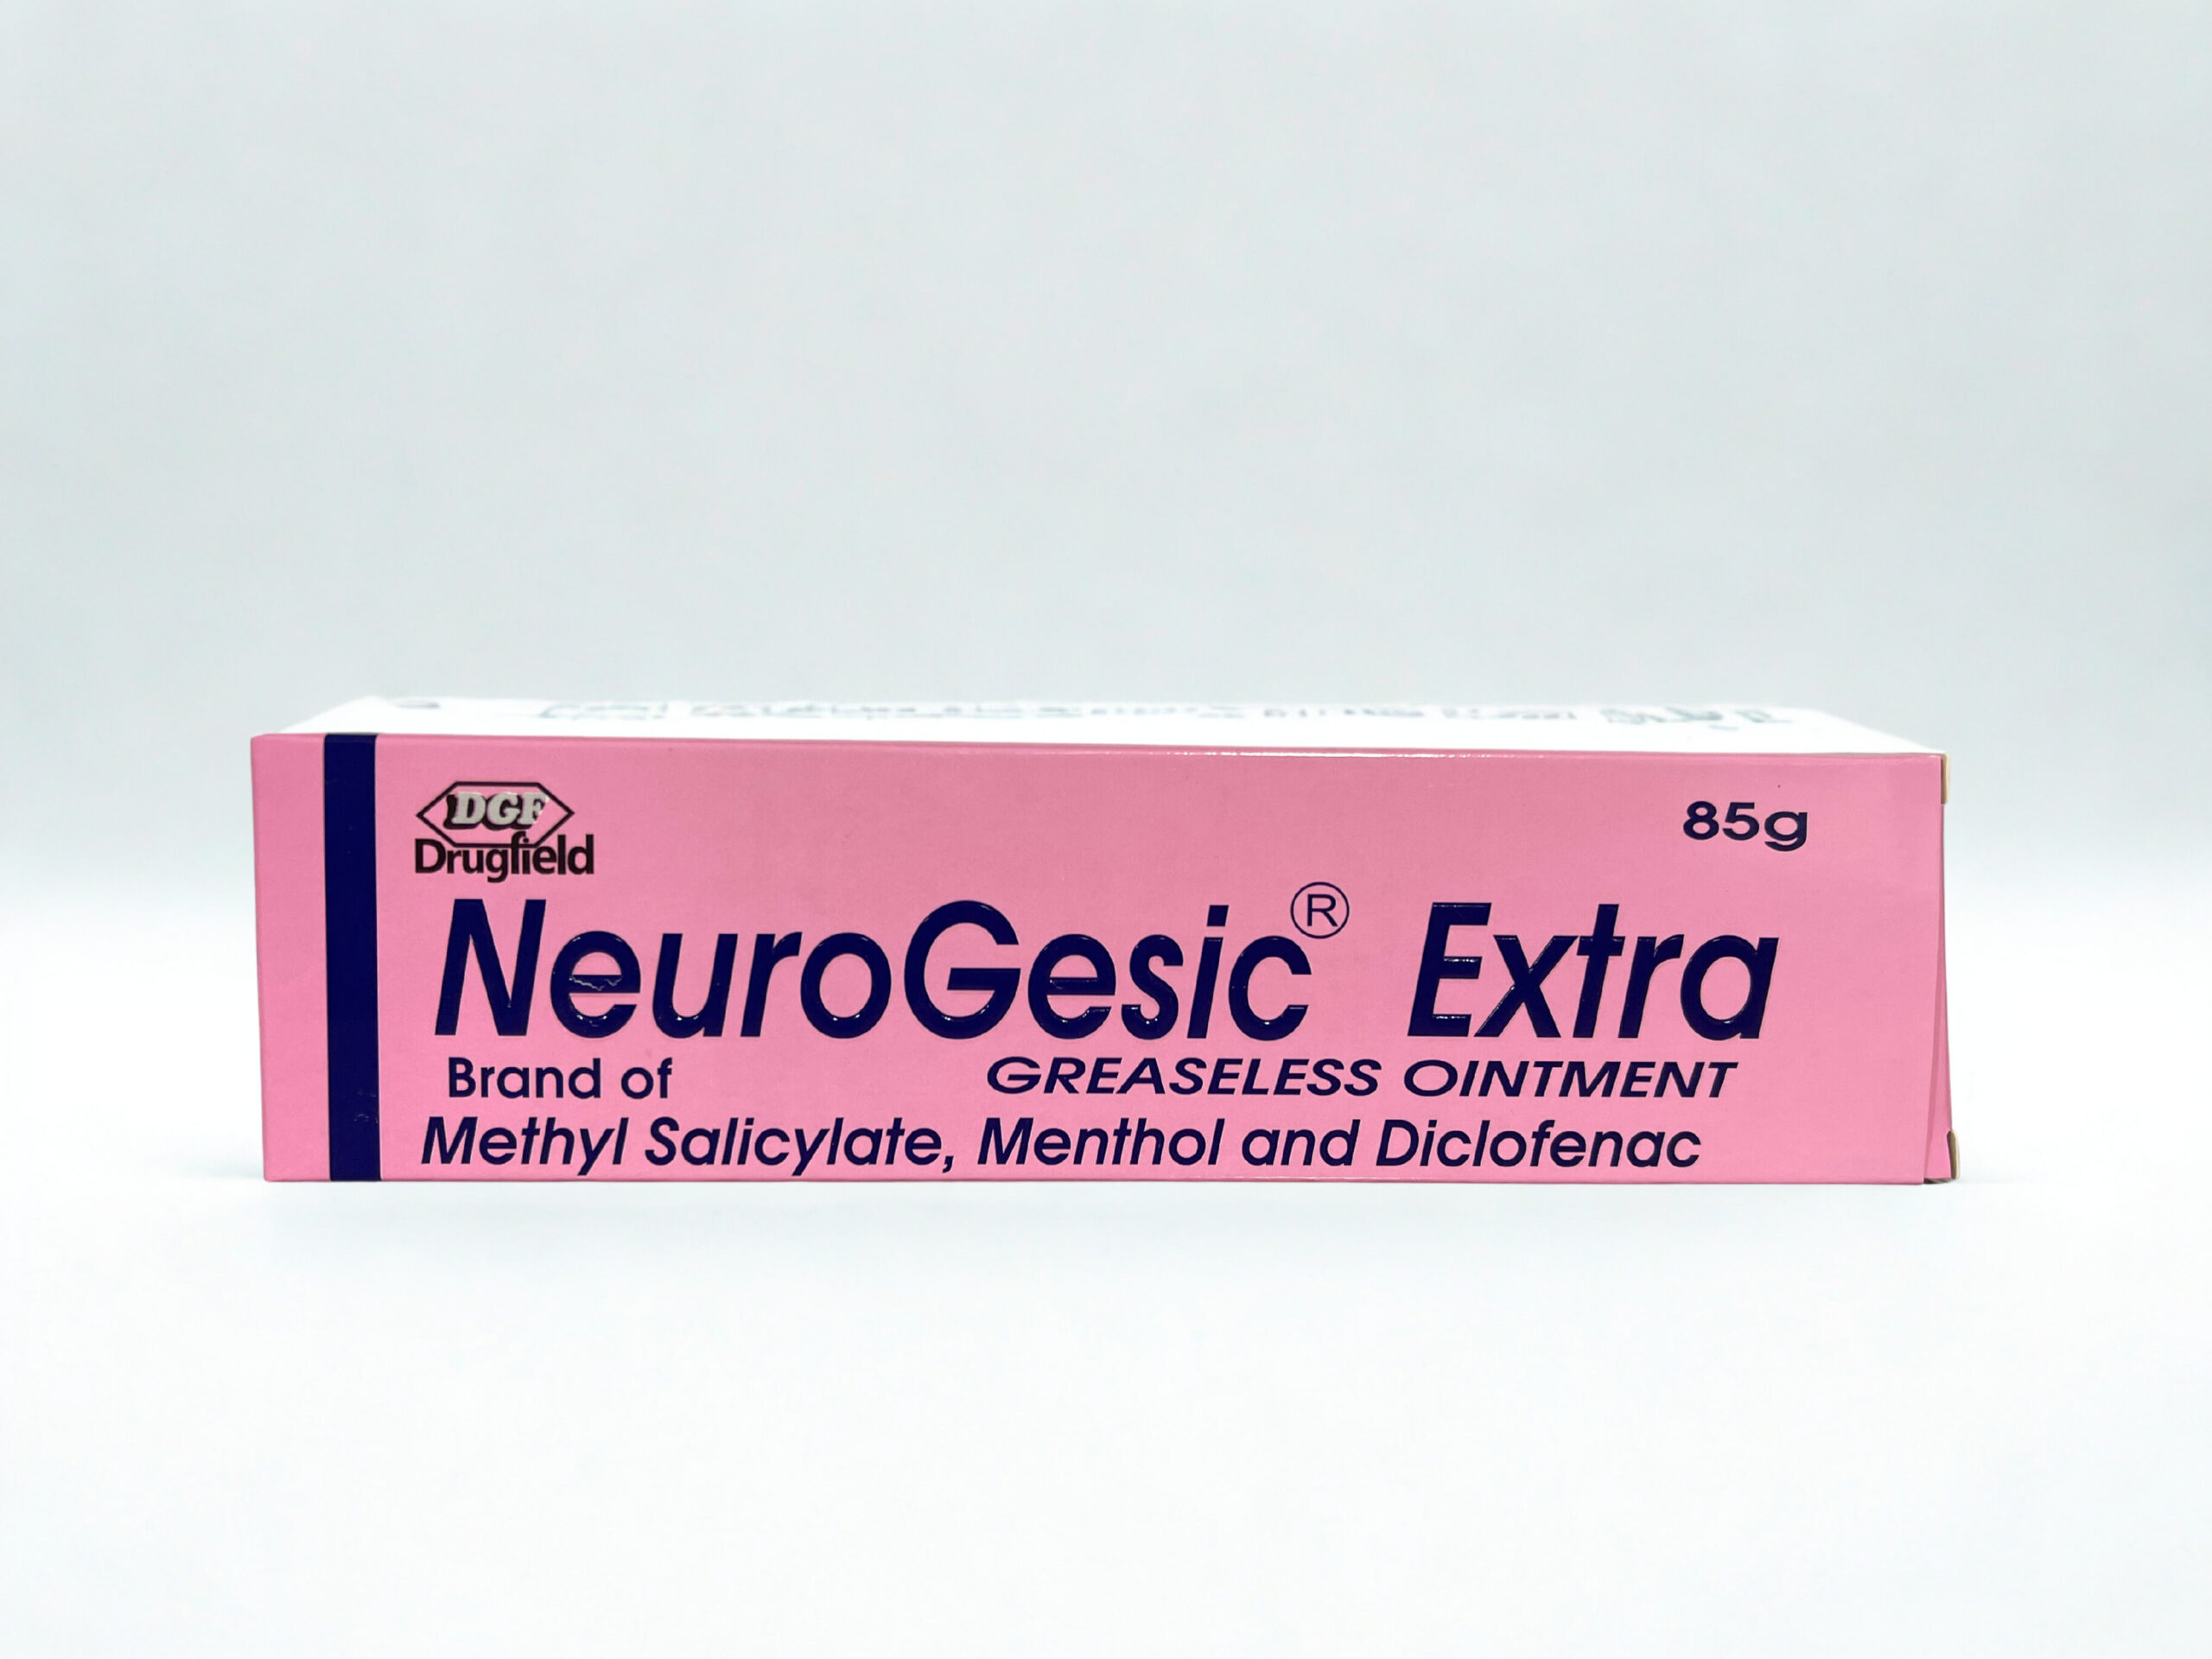 DGF
Drugfield
85g
NeuroGesic® Extra
Brand of
GREASELESS OINTMENT
Methyl Salicylate, Menthol and Diclofenac